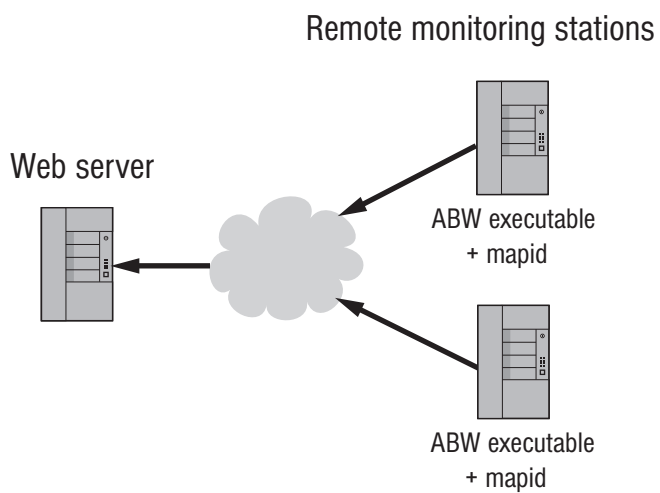 Remote monitoring stations
Web server
ABW executable
+ mapid
ABW executable
+ mapid